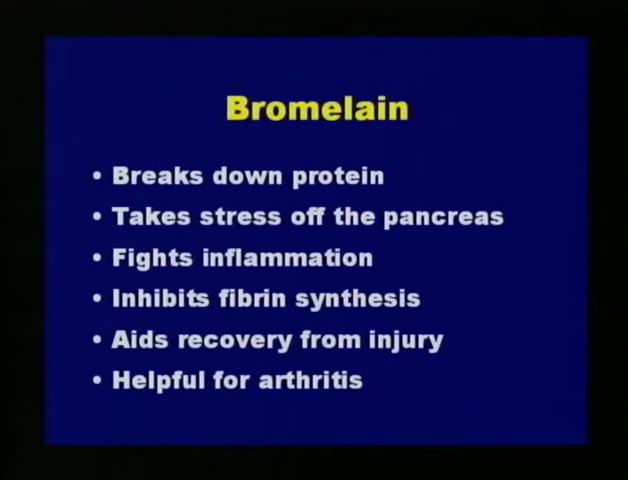 Bromelain
• Breaks down protein
• Takes stress off the pancreas
• Fights inflammation
• Inhibits fibrin synthesis
• Aids recovery from injury
• Helpful for arthritis